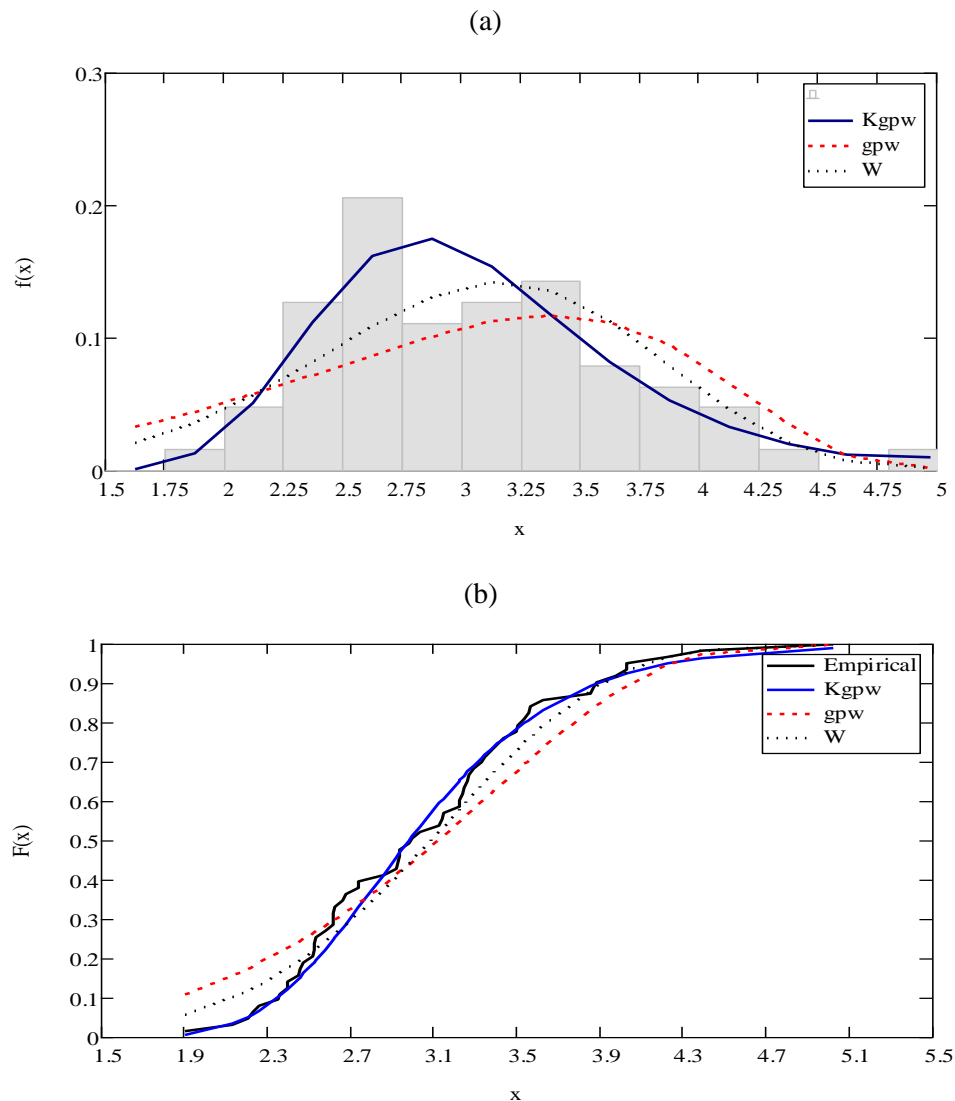 (a)
0.3
0.2
0.1
0
f(x)
Kgpw
gpw
W
1.5 1.75 2 2.25 2.5 2.75 3 3.25 3.5 3.75 4 4.25 4.5 4.75 5
x
(b)
1
0.9
0.8
0.7
0.6
0.5
0.4
0.3
0.2
0.1
0
F(x)
Empirical
Kgpw
gpw
W
1.5 1.9 2.3 2.7 3.1 3.5 3.9 4.3 4.7 5.1 5.5
x